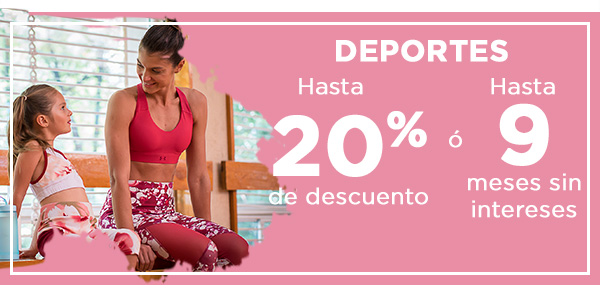 DEPORTES
Hasta
20%
de descuento
ó
Hasta
9
meses sin
intereses